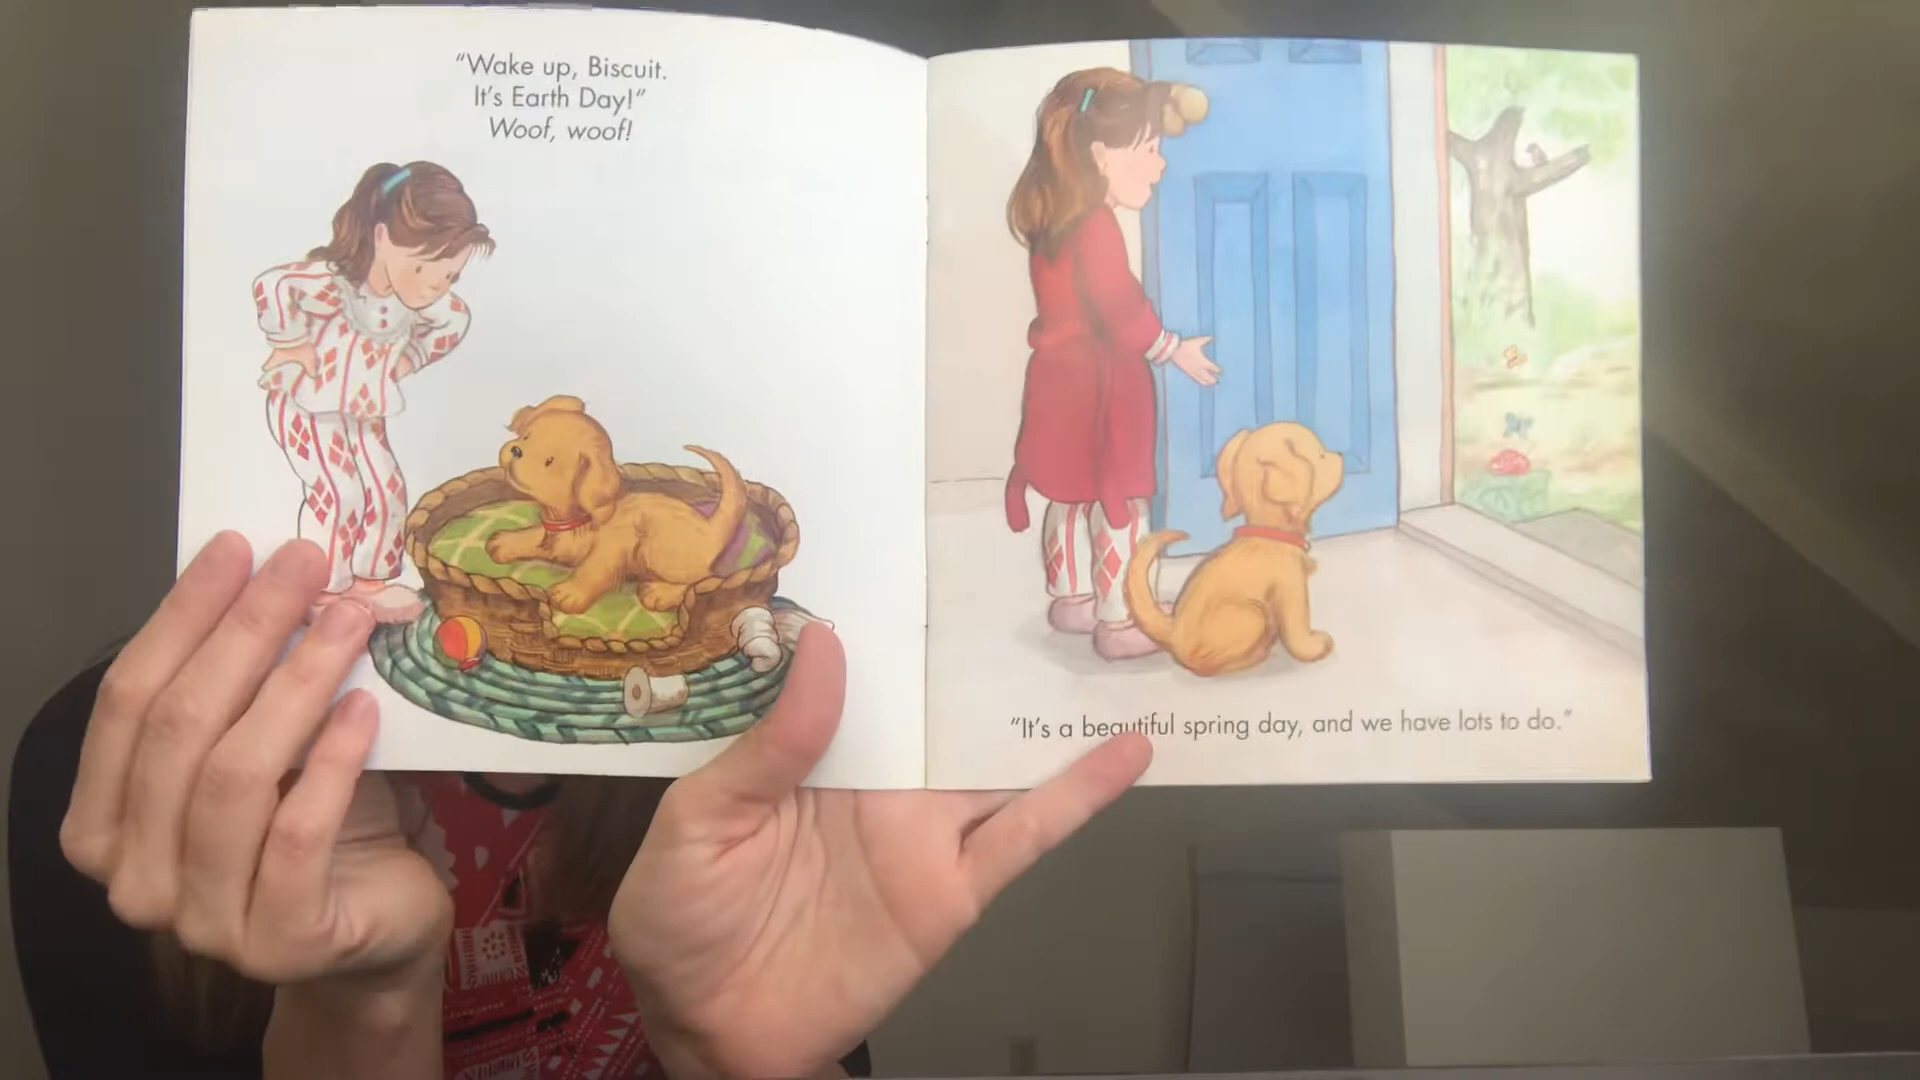 “Wake up, Biscuit.
It’s Earth Day!”
Woof, woof!
“It’s a beautiful spring day, and we have lots to do.”